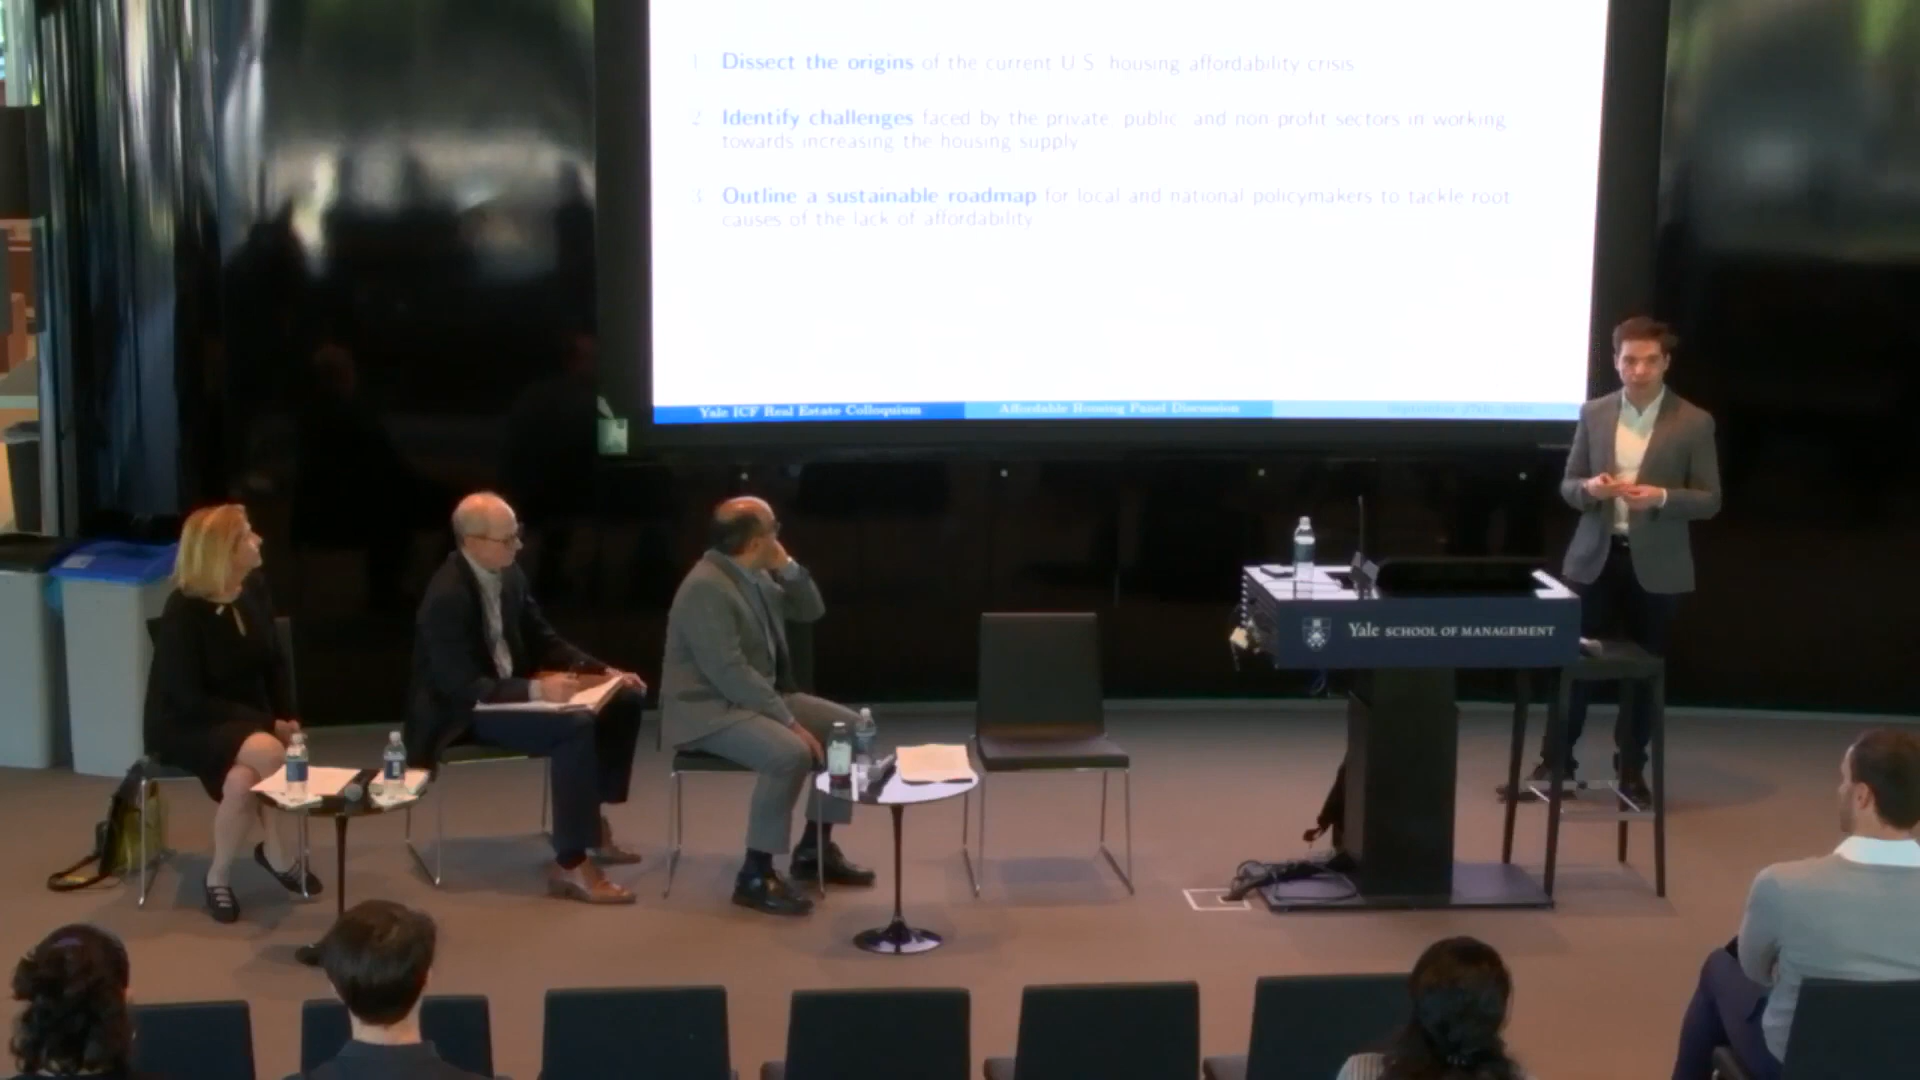 1 Dissect the origins of the current U S housing affordability crisis
2 Identify challenges faced by the private public and non profit sectors in working
towards increasing the housing supply
3 Outline a sustainable roadmap for local and national policymakers to tackle root
causes of the lack of affordability
Yale ICF Real Estate Colloquium Affordable Housing Panel Discussion
Yale SCHOOL OF MANAGEMENT